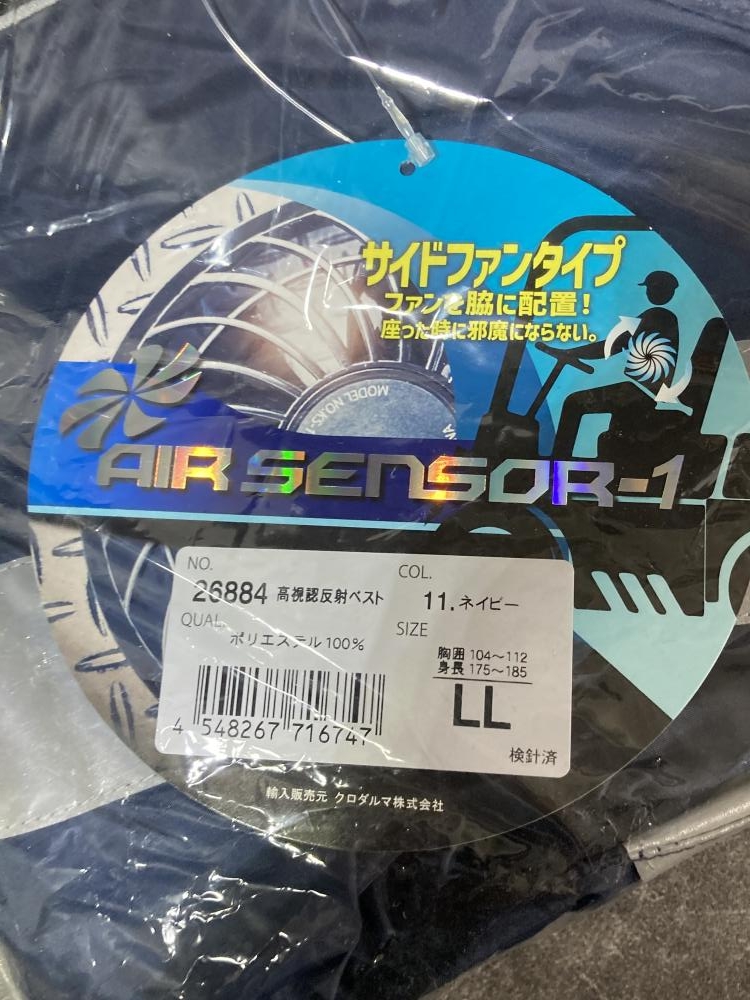 サイドファンタイプ
ファンを脇に配置!
座った時に邪魔にならない。
MODEL NO.KS-
AIR SENSOR-1
NO.
26884 高視認反射ベスト
COL.
11.ネイビー
QUAL.
ポリエステル100%
SIZE
胸囲 104～112
身長 175～185
LL
4 548267 716747
検針済
輸入販売元 クロダルマ株式会社